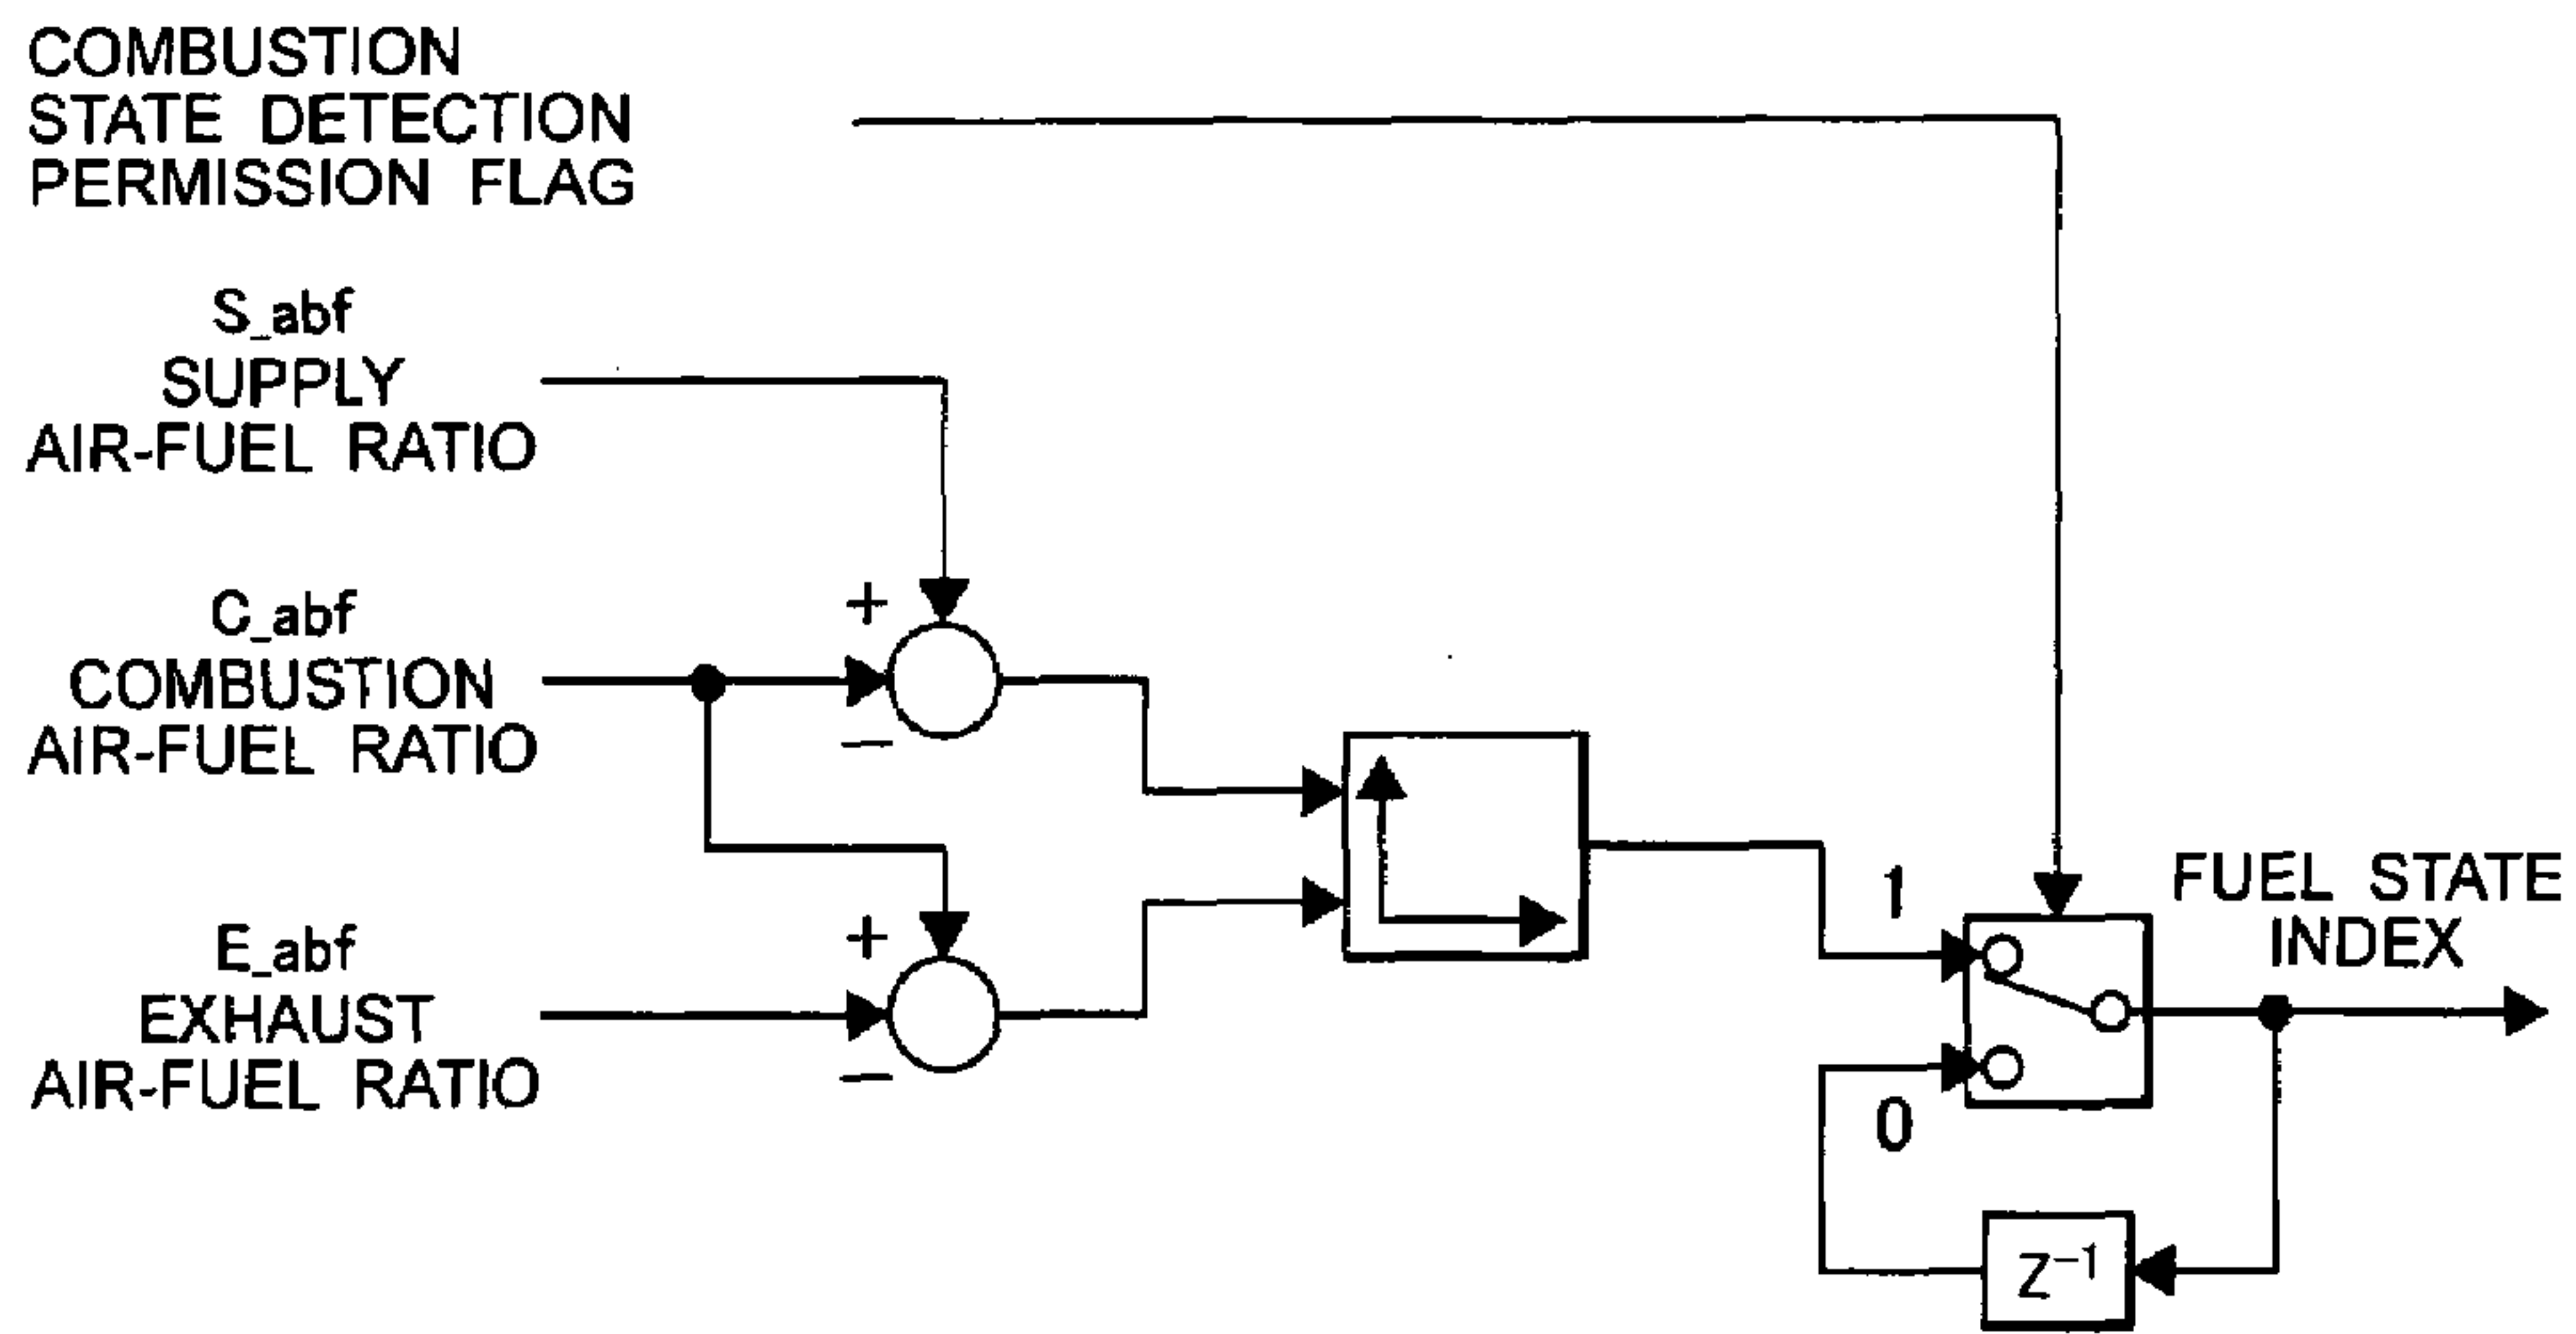 COMBUSTION
STATE DETECTION
PERMISSION FLAG
S_abf
SUPPLY
AIR-FUEL RATIO
C_abf
COMBUSTION
AIR-FUEL RATIO
E_abf
EXHAUST
AIR-FUEL RATIO
+
−
+
−
1
0
FUEL STATE
INDEX
Z⁻¹